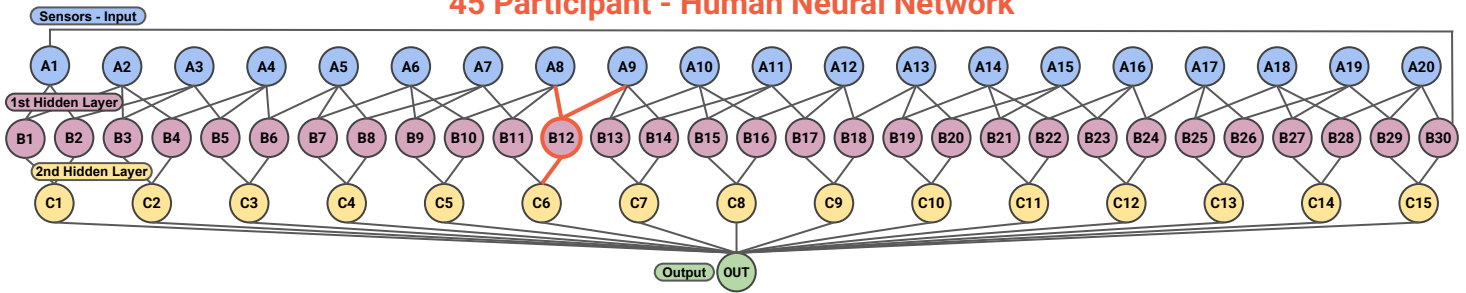 45 Participant - Human Neural Network
Sensors - Input
A1 A2 A3 A4 A5 A6 A7 A8 A9 A10 A11 A12 A13 A14 A15 A16 A17 A18 A19 A20
1st Hidden Layer
B1 B2 B3 B4 B5 B6 B7 B8 B9 B10 B11 B12 B13 B14 B15 B16 B17 B18 B19 B20 B21 B22 B23 B24 B25 B26 B27 B28 B29 B30
2nd Hidden Layer
C1 C2 C3 C4 C5 C6 C7 C8 C9 C10 C11 C12 C13 C14 C15
Output OUT